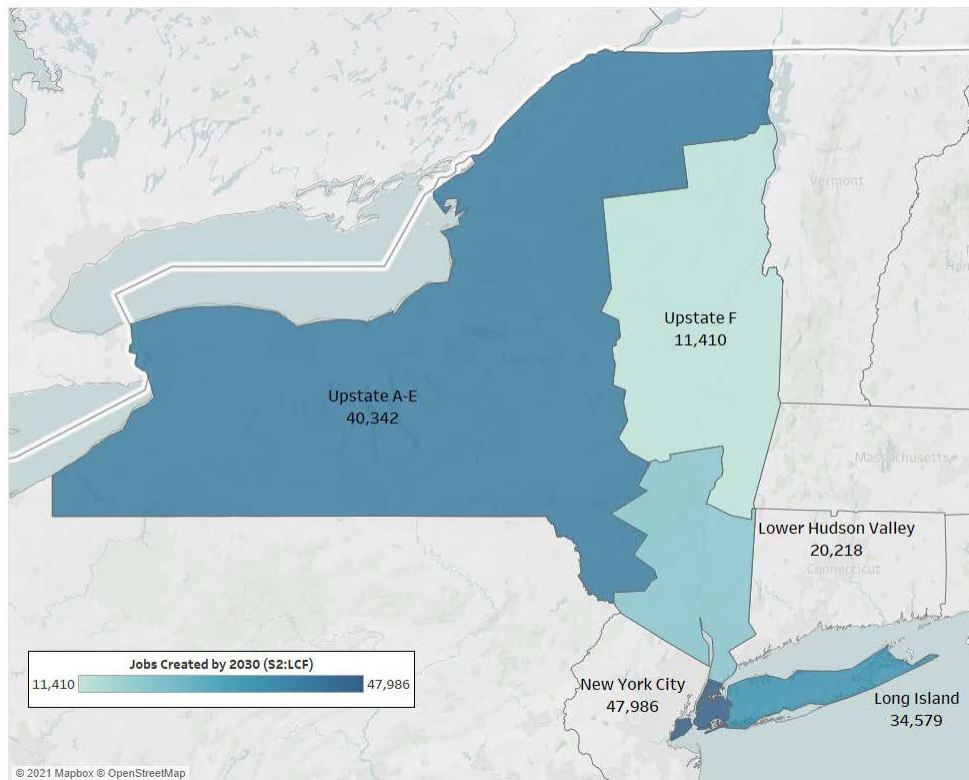 Vermont
Upstate F
11,410
Upstate A-E
40,342
Massachusetts
Lower Hudson Valley
20,218
Connecticut
Jobs Created by 2030 (S2:LCF)
11,410
47,986
New York City
47,986
Long Island
34,579
© 2021 Mapbox © OpenStreetMap